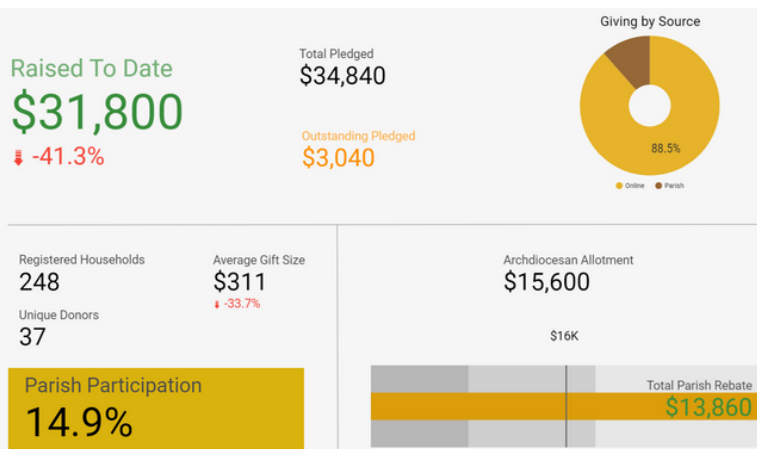 Raised To Date
$31,800
-41.3%
Total Pledged
$34,840
Outstanding Pledged
$3,040
Giving by Source
88.5%
Online
Parish
Registered Households
248
Average Gift Size
$311
-33.7%
Unique Donors
37
Parish Participation
14.9%
Archdiocesan Allotment
$15,600
$16K
Total Parish Rebate
$13,860